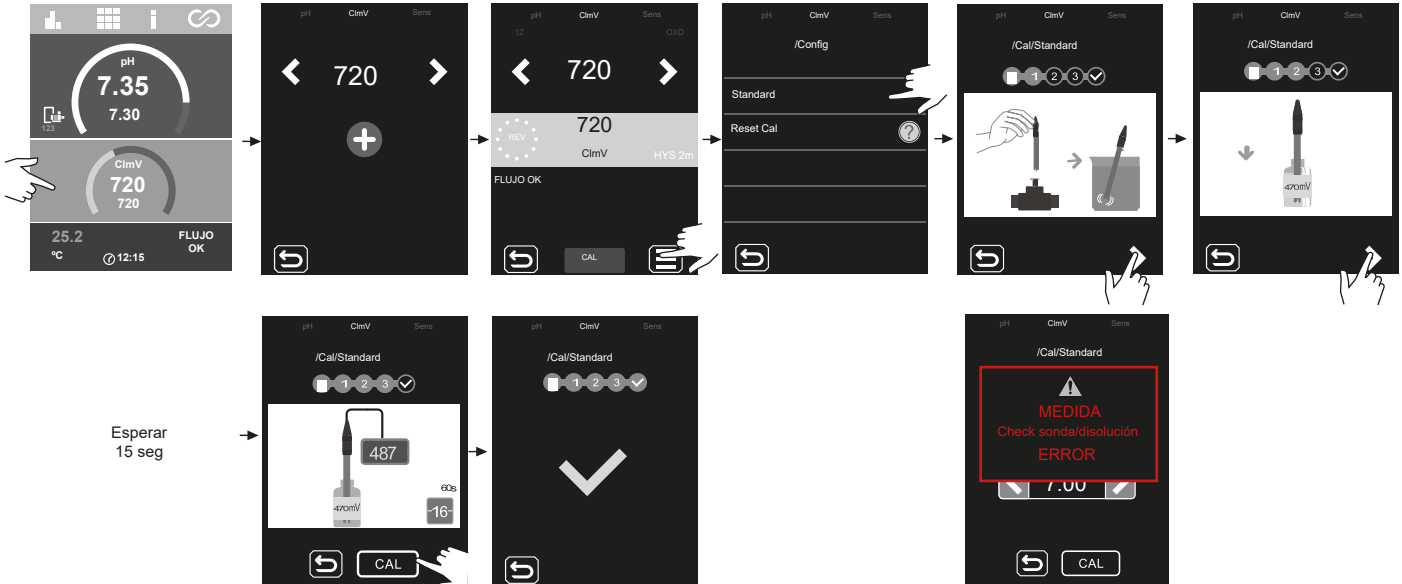 pH
7.35
7.30
123
ClmV
720
720
25.2
ºC
12:15
FLUJO
OK
pH ClmV Sens
720
pH ClmV Sens
12 OXD
720
REV
720
ClmV
HYS 2m
FLUJO OK
CAL
pH ClmV Sens
/Config
Standard
Reset Cal ?
pH ClmV Sens
/Cal/Standard
1 2 3
pH ClmV Sens
/Cal/Standard
1 2 3
470mV
Esperar
15 seg
pH ClmV Sens
/Cal/Standard
1 2 3
487
470mV
60s
-16-
CAL
pH ClmV Sens
/Cal/Standard
1 2 3
pH ClmV Sens
/Cal/Standard
MEDIDA
Check sonda/disolución
ERROR
7.00
CAL